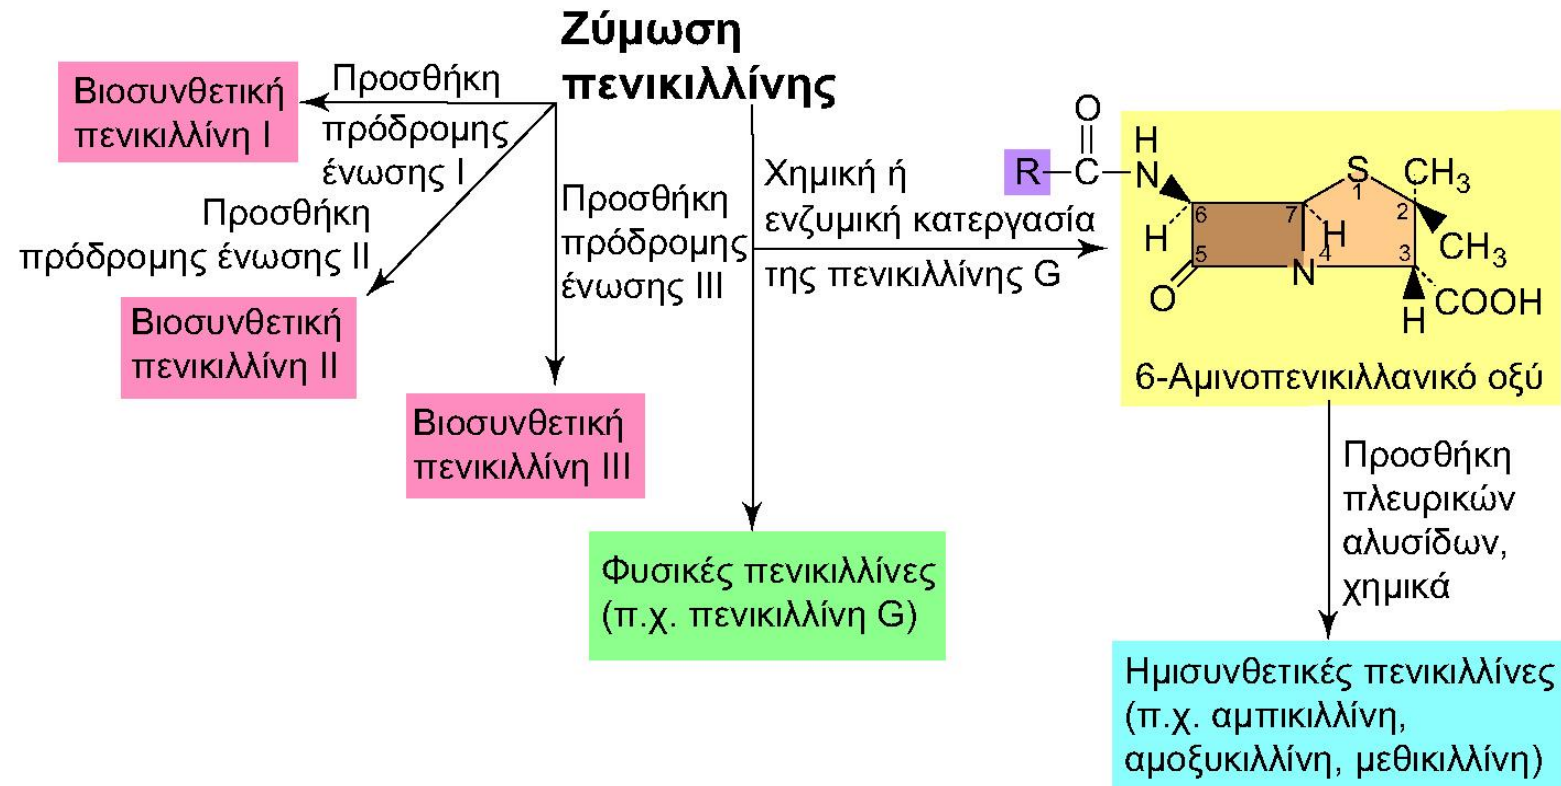 Ζύμωση
πενικιλλίνης
Βιοσυνθετική
πενικιλλίνη I
Προσθήκη
πρόδρομης
ένωσης I
Προσθήκη
πρόδρομης ένωσης II
Βιοσυνθετική
πενικιλλίνη II
Προσθήκη
πρόδρομης
ένωσης III
Βιοσυνθετική
πενικιλλίνη III
Χημική ή
ενζυμική κατεργασία
της πενικιλλίνης G
Φυσικές πενικιλλίνες
(π.χ. πενικιλλίνη G)
O
H
R C N S CH3
1
6 7 2
H H CH3
5 4 3
O N COOH
H
6-Αμινοπενικιλλανικό οξύ
Προσθήκη
πλευρικών
αλυσίδων,
χημικά
Ημισυνθετικές πενικιλλίνες
(π.χ. αμπικιλλίνη,
αμοξυκιλλίνη, μεθικιλλίνη)